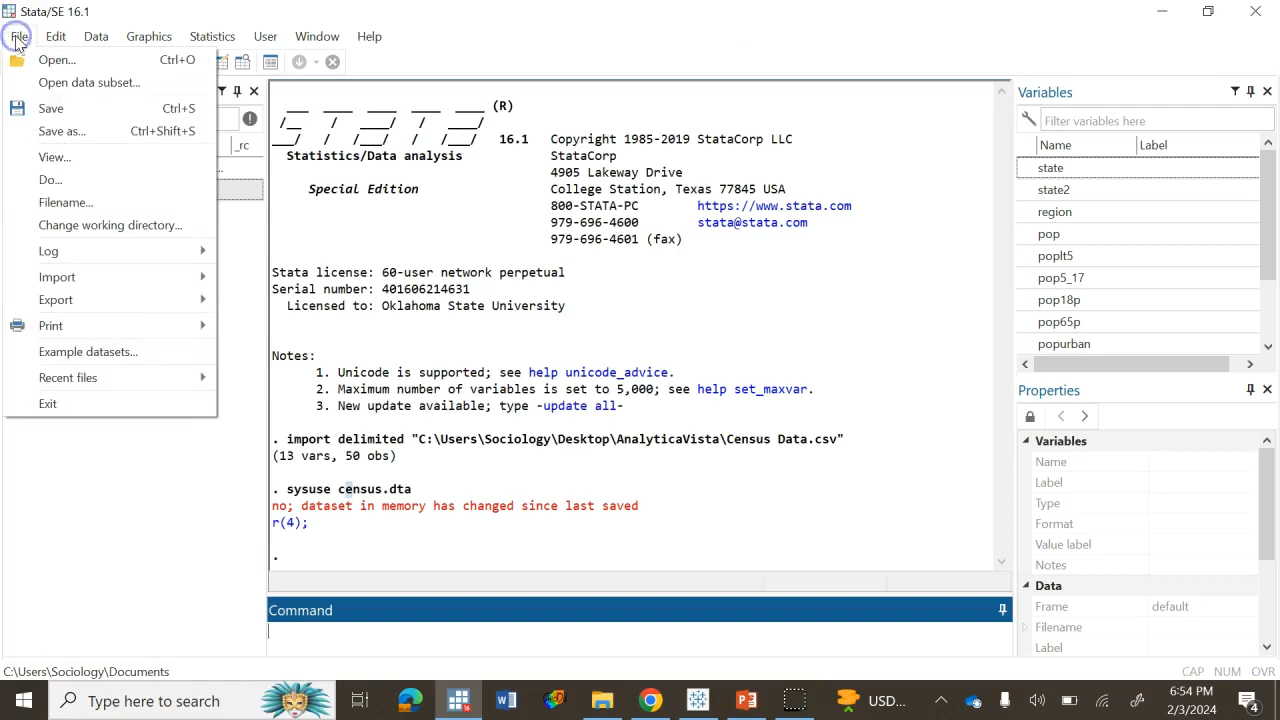 Stata/SE 16.1
File Edit Data Graphics Statistics User Window Help
Open... Ctrl+O
Open data subset...
Save Ctrl+S
Save as... Ctrl+Shift+S
View...
Do...
Filename...
Change working directory...
Log
Import
Export
Print
Example datasets...
Recent files
Exit
_rc
(R)
16.1 Copyright 1985-2019 StataCorp LLC
Statistics/Data analysis StataCorp
4905 Lakeway Drive
Special Edition College Station, Texas 77845 USA
800-STATA-PC https://www.stata.com
979-696-4600 stata@stata.com
979-696-4601 (fax)
Stata license: 60-user network perpetual
Serial number: 401606214631
Licensed to: Oklahoma State University
Notes:
1. Unicode is supported; see help unicode_advice.
2. Maximum number of variables is set to 5,000; see help set_maxvar.
3. New update available; type -update all-
. import delimited "C:\Users\Sociology\Desktop\AnalyticaVista\Census Data.csv"
(13 vars, 50 obs)
. sysuse census.dta
no; dataset in memory has changed since last saved
r(4);
.
Command
Variables
Filter variables here
Name Label
state
state2
region
pop
poplt5
pop5_17
pop18p
pop65p
popurban
Properties
Variables
Name
Label
Type
Format
Value label
Notes
Data
Frame default
Filename
Label
C:\Users\Sociology\Documents
CAP NUM OVR
Type here to search
USD...
6:54 PM
2/3/2024
4